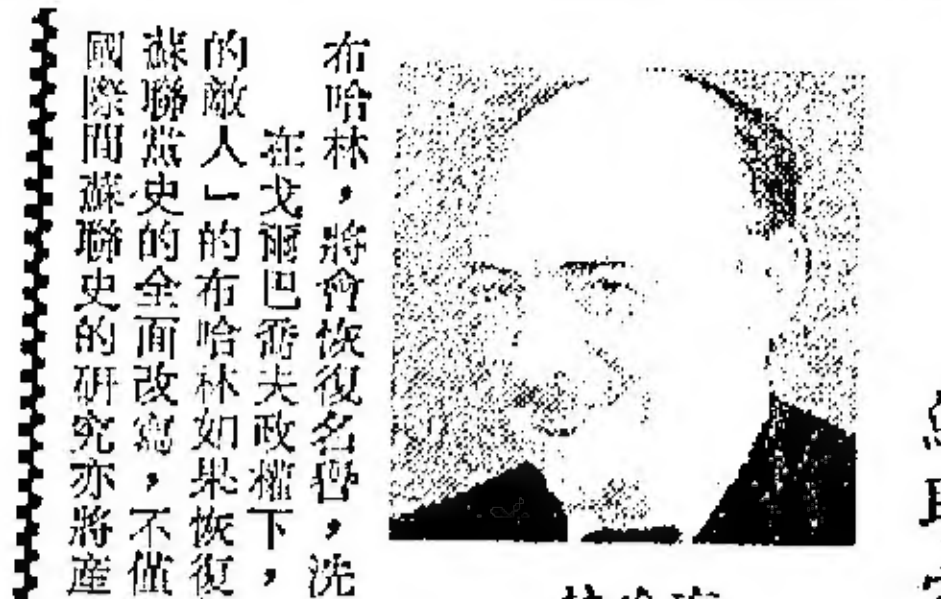 布哈林，將會恢復名譽，洗
在戈爾巴喬夫政權下，
的敵人」的布哈林如果恢復
蘇聯黨史的全面改寫，不僅
國際間蘇聯史的研究亦將產